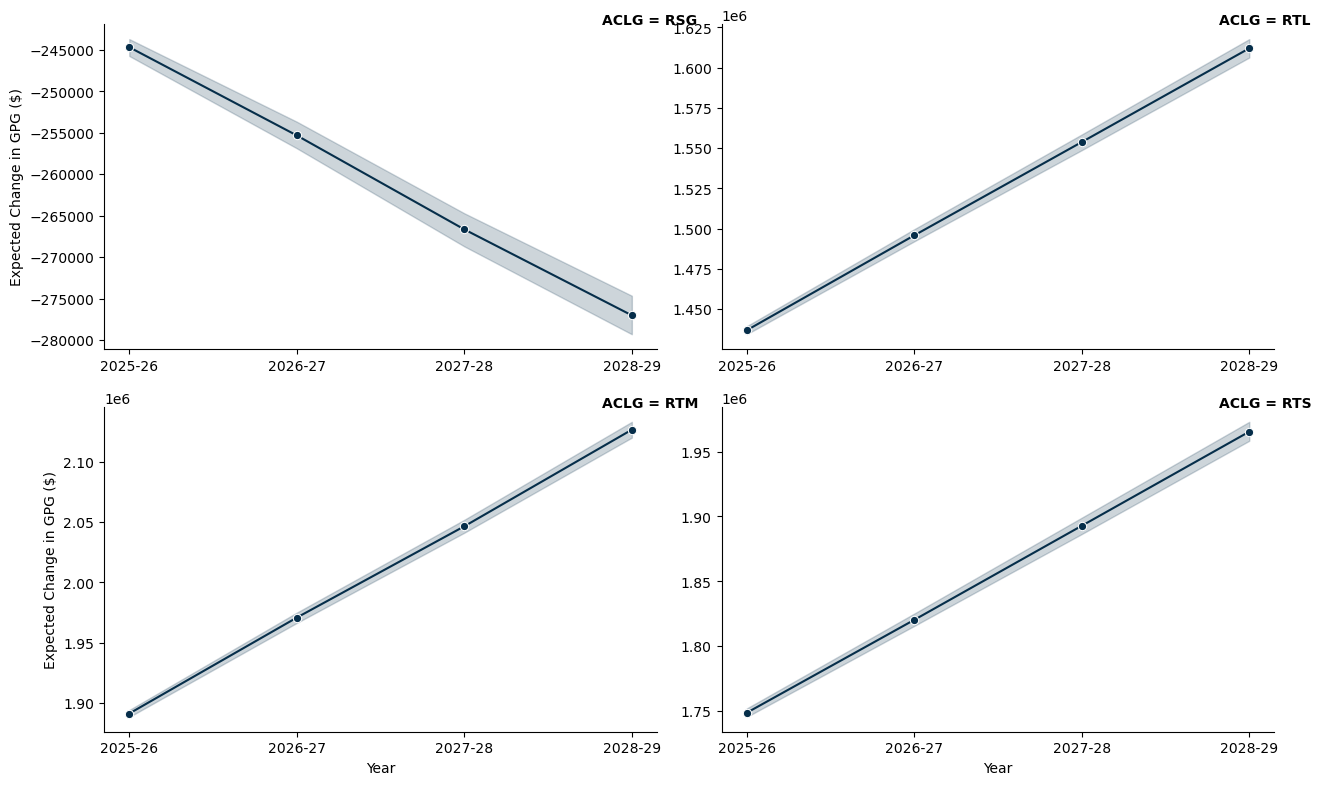 ACLG = RSG
Expected Change in GPG ($)
−245000
−250000
−255000
−260000
−265000
−270000
−275000
−280000
2025-26 2026-27 2027-28 2028-29
ACLG = RTL
1e6
1.625
1.600
1.575
1.550
1.525
1.500
1.475
1.450
2025-26 2026-27 2027-28 2028-29
ACLG = RTM
1e6
Expected Change in GPG ($)
2.10
2.05
2.00
1.95
1.90
2025-26 2026-27 2027-28 2028-29
Year
ACLG = RTS
1e6
1.95
1.90
1.85
1.80
1.75
2025-26 2026-27 2027-28 2028-29
Year